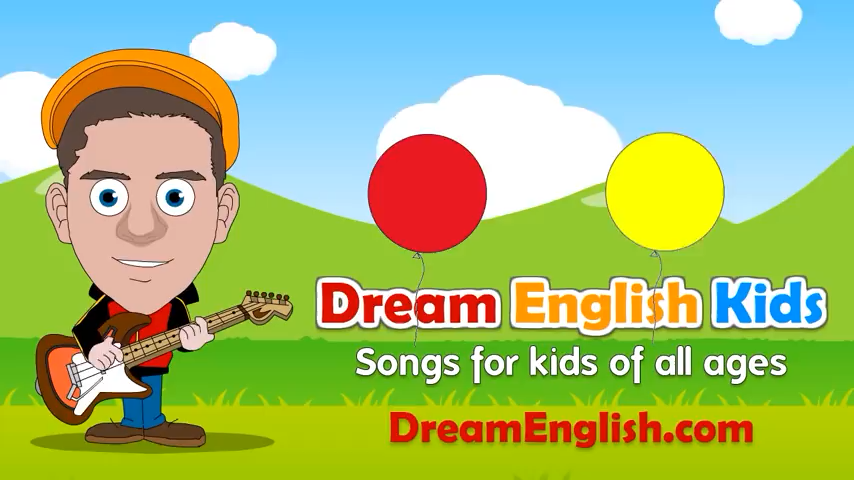 Dream English Kids
Songs for kids of all ages
DreamEnglish.com